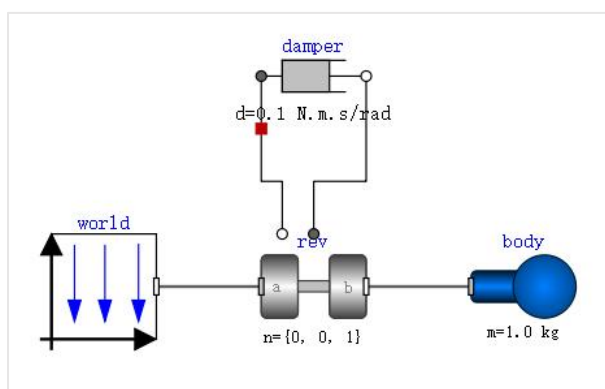 damper
d=0.1 N.m.s/rad
world
rev
body
a
b
n={0, 0, 1}
m=1.0 kg